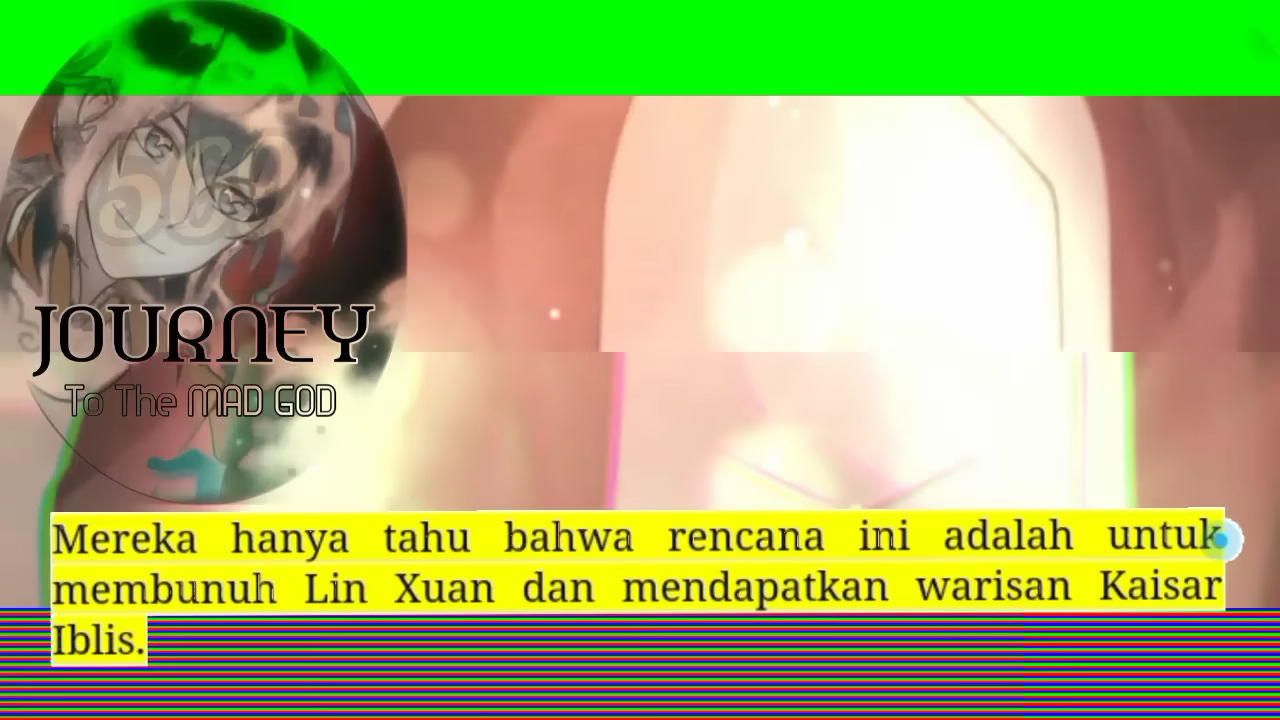 JOURNEY
To The MAD GOD
Mereka hanya tahu bahwa rencana ini adalah untuk
membunuh Lin Xuan dan mendapatkan warisan Kaisar
Iblis.